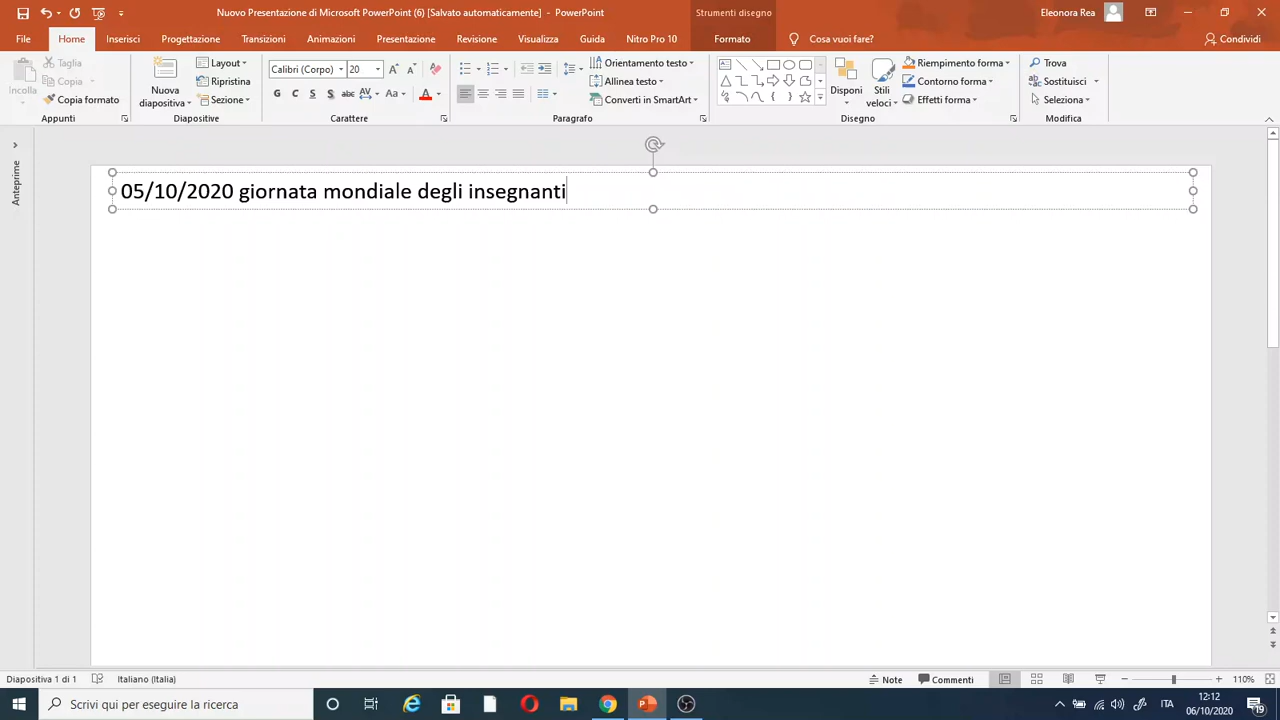 Nuovo Presentazione di Microsoft PowerPoint (6) [Salvato automaticamente] - PowerPoint
Strumenti disegno
Eleonora Rea
File Home Inserisci Progettazione Transizioni Animazioni Presentazione Revisione Visualizza Guida Nitro Pro 10 Formato Cosa vuoi fare? Condividi
Incolla
Taglia
Copia
Copia formato
Appunti
Nuova diapositiva
Layout
Ripristina
Sezione
Diapositive
Calibri (Corpo) 20
G C S S abc AV Aa A
Carattere
Orientamento testo
Allinea testo
Converti in SmartArt
Paragrafo
Disponi
Stili veloci
Riempimento forma
Contorno forma
Effetti forma
Disegno
Trova
Sostituisci
Seleziona
Modifica
Anteprime
05/10/2020 giornata mondiale degli insegnanti
Diapositiva 1 di 1 Italiano (Italia) Note Commenti 110%
Scrivi qui per eseguire la ricerca
ITA
12:12
06/10/2020
19